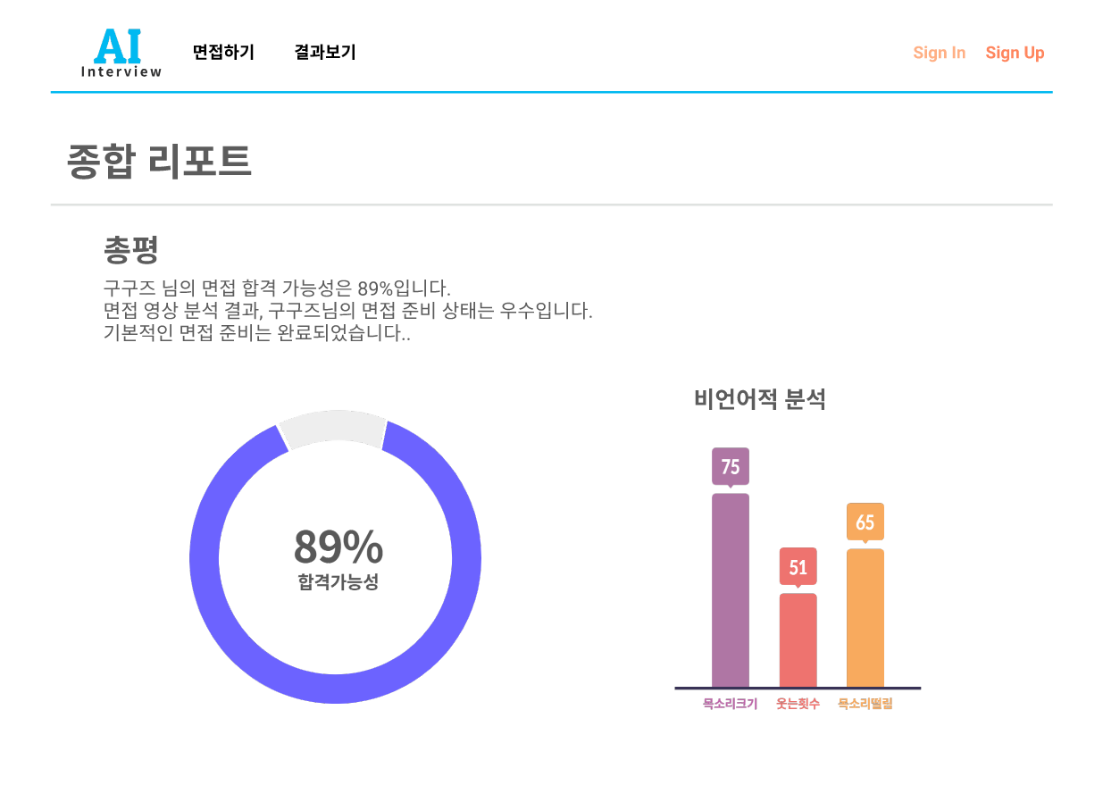 AI
Interview
면접하기
결과보기
Sign In
Sign Up
종합 리포트
총평
구구즈 님의 면접 합격 가능성은 89%입니다.
면접 영상 분석 결과, 구구즈님의 면접 준비 상태는 우수입니다.
기본적인 면접 준비는 완료되었습니다..
89%
합격가능성
비언어적 분석
75
51
65
목소리크기
웃는횟수
목소리떨림